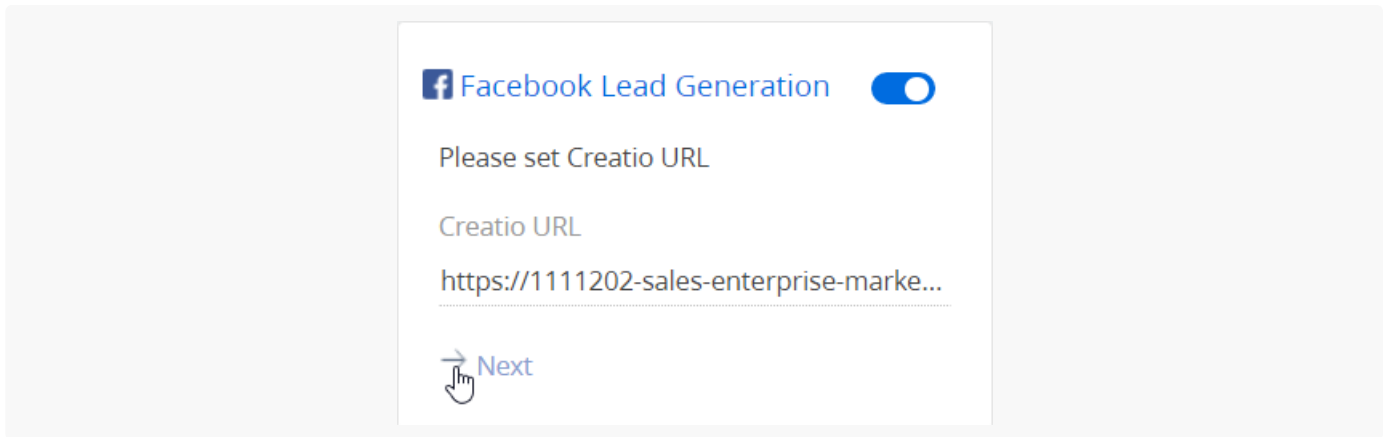 Facebook Lead Generation
Please set Creatio URL
Creatio URL
https://1111202-sales-enterprise-marke...
Next